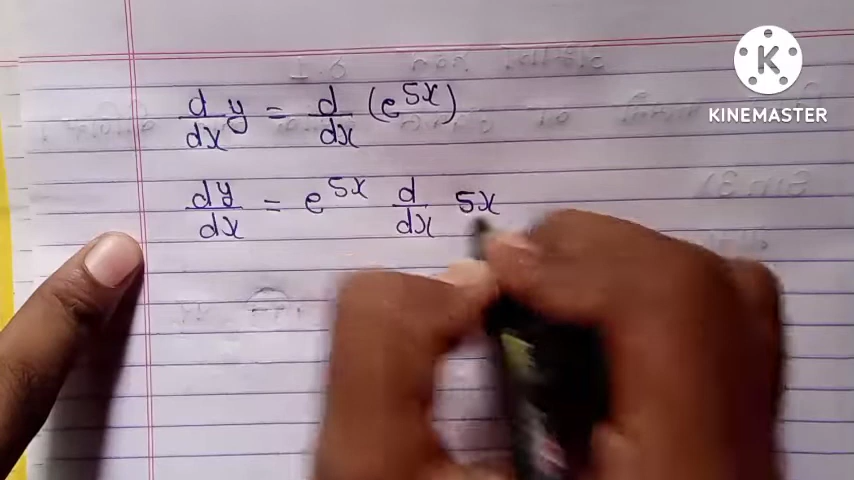 d/dx y = d/dx (e^5x)
dy/dx = e^5x d/dx 5x
K
KINEMASTER